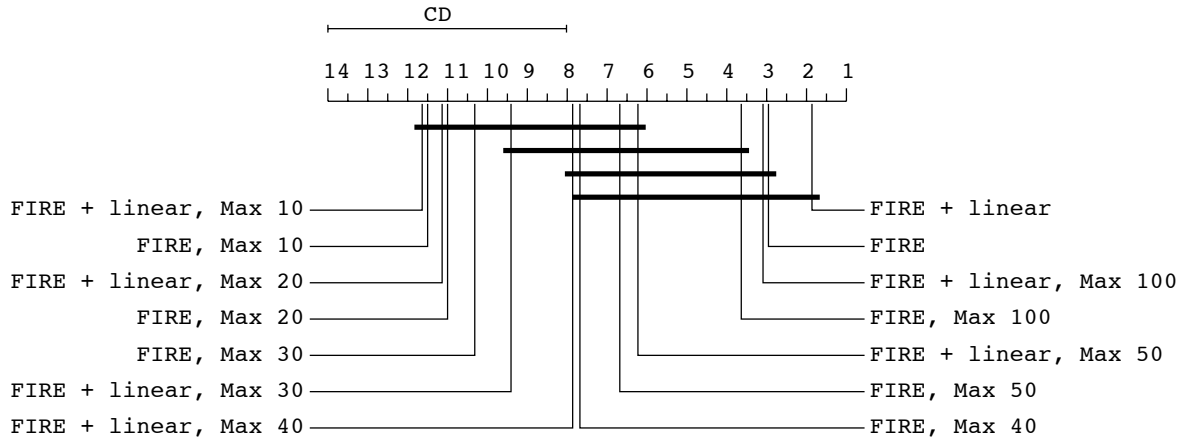 CD
14 13 12 11 10 9 8 7 6 5 4 3 2 1
FIRE + linear, Max 10
FIRE, Max 10
FIRE + linear, Max 20
FIRE, Max 20
FIRE, Max 30
FIRE + linear, Max 30
FIRE + linear, Max 40
FIRE + linear
FIRE
FIRE + linear, Max 100
FIRE, Max 100
FIRE + linear, Max 50
FIRE, Max 50
FIRE, Max 40